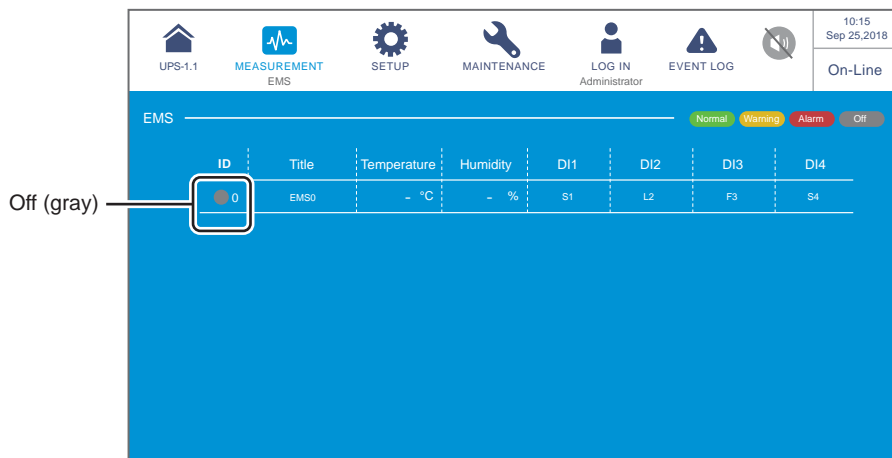 10:15
Sep 25,2018
UPS-1.1
MEASUREMENT
EMS
SETUP
MAINTENANCE
LOG IN
Administrator
EVENT LOG
On-Line
EMS
Normal Warning Alarm Off
ID Title Temperature Humidity DI1 DI2 DI3 DI4
Off (gray)
0 EMS0 - °C - % S1 L2 F3 S4